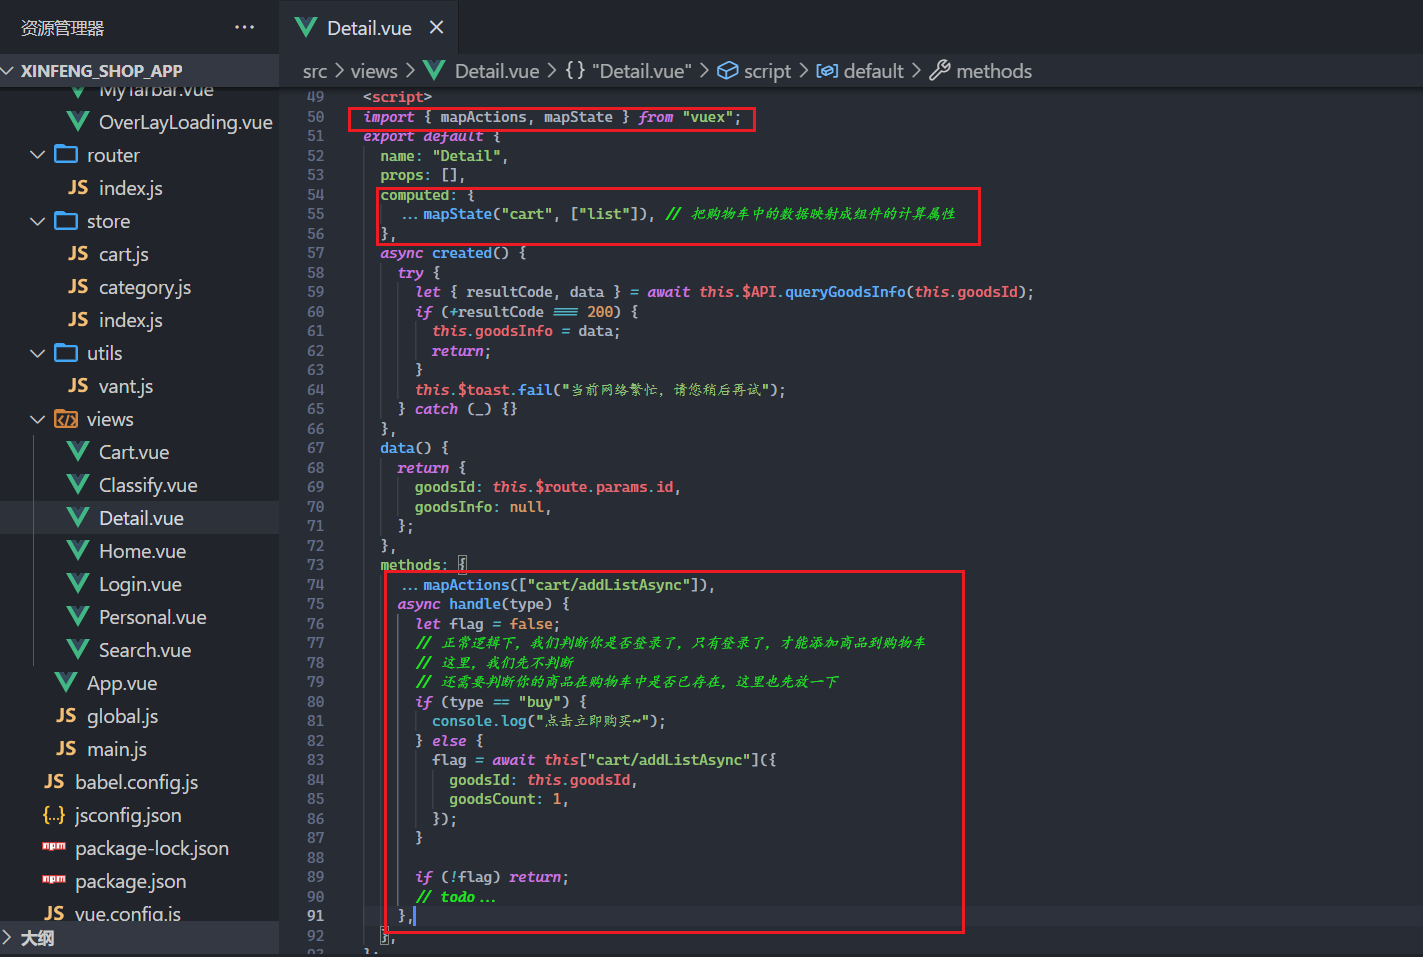 资源管理器 ···
XINFENG_SHOP_APP
MyTarbar.vue
OverLayLoading.vue
router
JS index.js
store
JS cart.js
JS category.js
JS index.js
utils
JS vant.js
views
Cart.vue
Classify.vue
Detail.vue
Home.vue
Login.vue
Personal.vue
Search.vue
App.vue
JS global.js
JS main.js
JS babel.config.js
{..} jsconfig.json
npm package-lock.json
npm package.json
JS vue.config.js
大纲
Detail.vue ×
src > views > Detail.vue > {} "Detail.vue" > script > default > methods
49 <script>
50 import { mapActions, mapState } from "vuex";
51 export default {
52 name: "Detail",
53 props: [],
54 computed: {
55 ...mapState("cart", ["list"]), // 把购物车中的数据映射成组件的计算属性
56 },
57 async created() {
58 try {
59 let { resultCode, data } = await this.$API.queryGoodsInfo(this.goodsId);
60 if (+resultCode === 200) {
61 this.goodsInfo = data;
62 return;
63 }
64 this.$toast.fail("当前网络繁忙，请您稍后再试");
65 } catch (_) {}
66 },
67 data() {
68 return {
69 goodsId: this.$route.params.id,
70 goodsInfo: null,
71 };
72 },
73 methods: {
74 ...mapActions(["cart/addListAsync"]),
75 async handle(type) {
76 let flag = false;
77 // 正常逻辑下，我们判断你是否登录了，只有登录了，才能添加商品到购物车
78 // 这里，我们先不判断
79 // 还需要判断你的商品在购物车中是否已存在，这里也先放一下
80 if (type == "buy") {
81 console.log("点击立即购买~");
82 } else {
83 flag = await this["cart/addListAsync"]({
84 goodsId: this.goodsId,
85 goodsCount: 1,
86 });
87 }
88
89 if (!flag) return;
90 // todo...
91 },
92 },
93 };